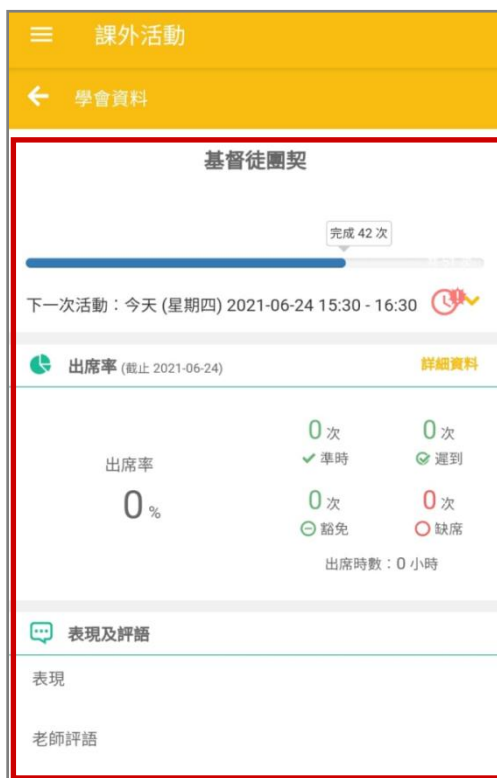 課外活動
學會資料
基督徒團契
完成 42 次
下一次活動：今天 (星期四) 2021-06-24 15:30 - 16:30
出席率 (截止 2021-06-24) 詳細資料
0 次 0 次
準時 遲到
出席率
0 %
0 次 0 次
豁免 缺席
出席時數：0 小時
表現及評語
表現
老師評語